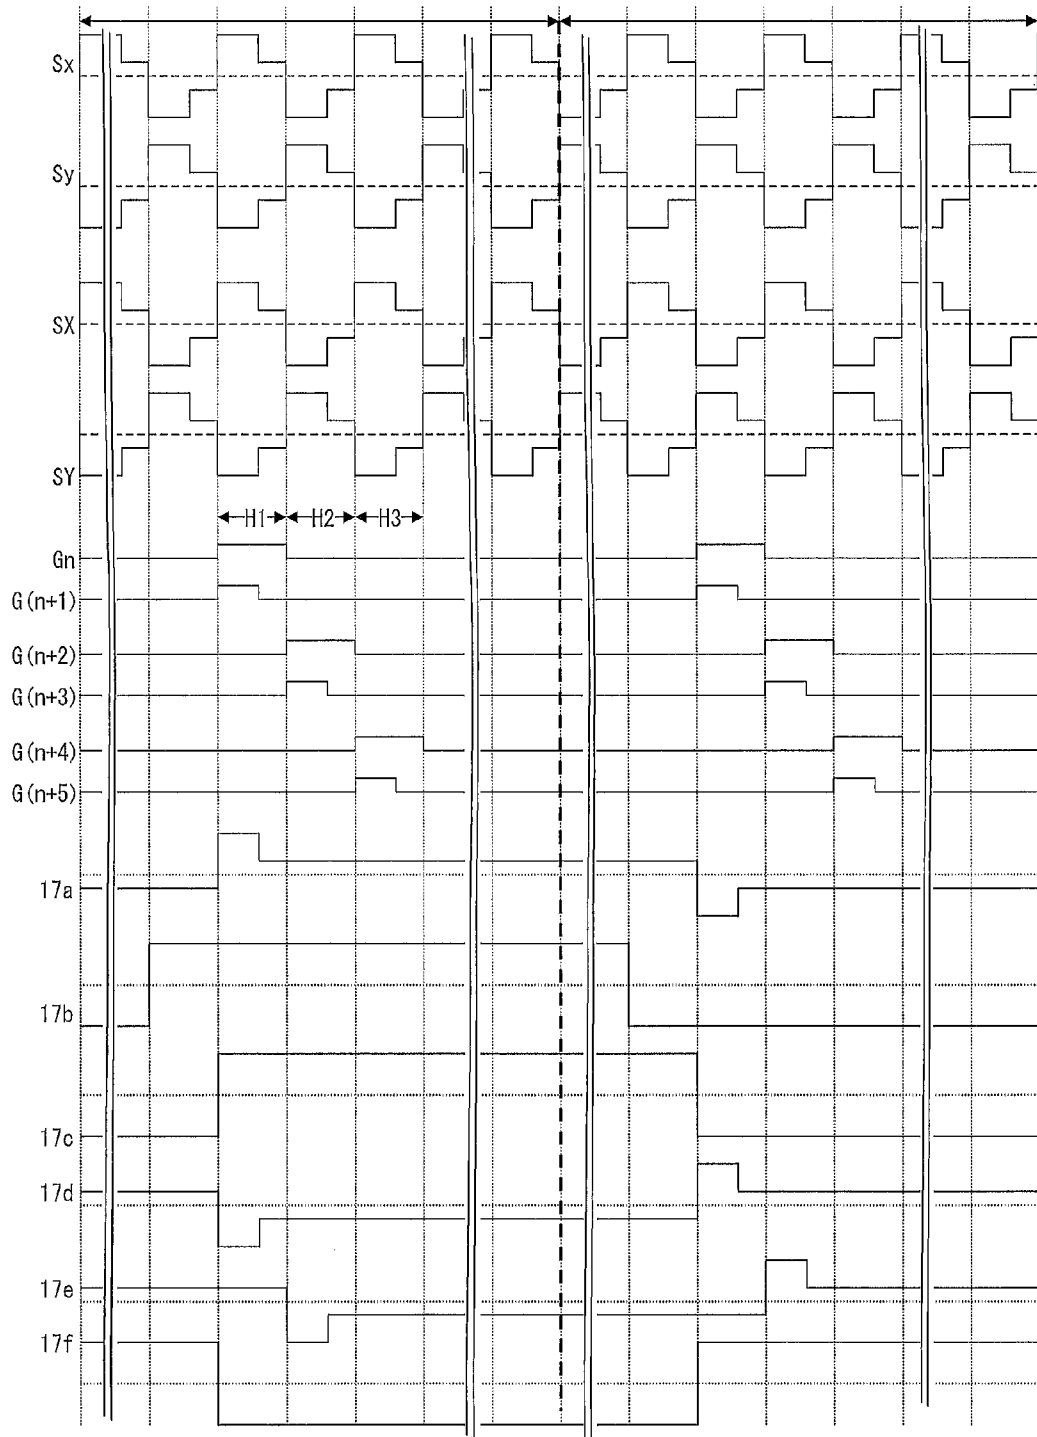 Sx
Sy
SX
SY
H1 H2 H3
Gn
G(n+1)
G(n+2)
G(n+3)
G(n+4)
G(n+5)
17a
17b
17c
17d
17e
17f